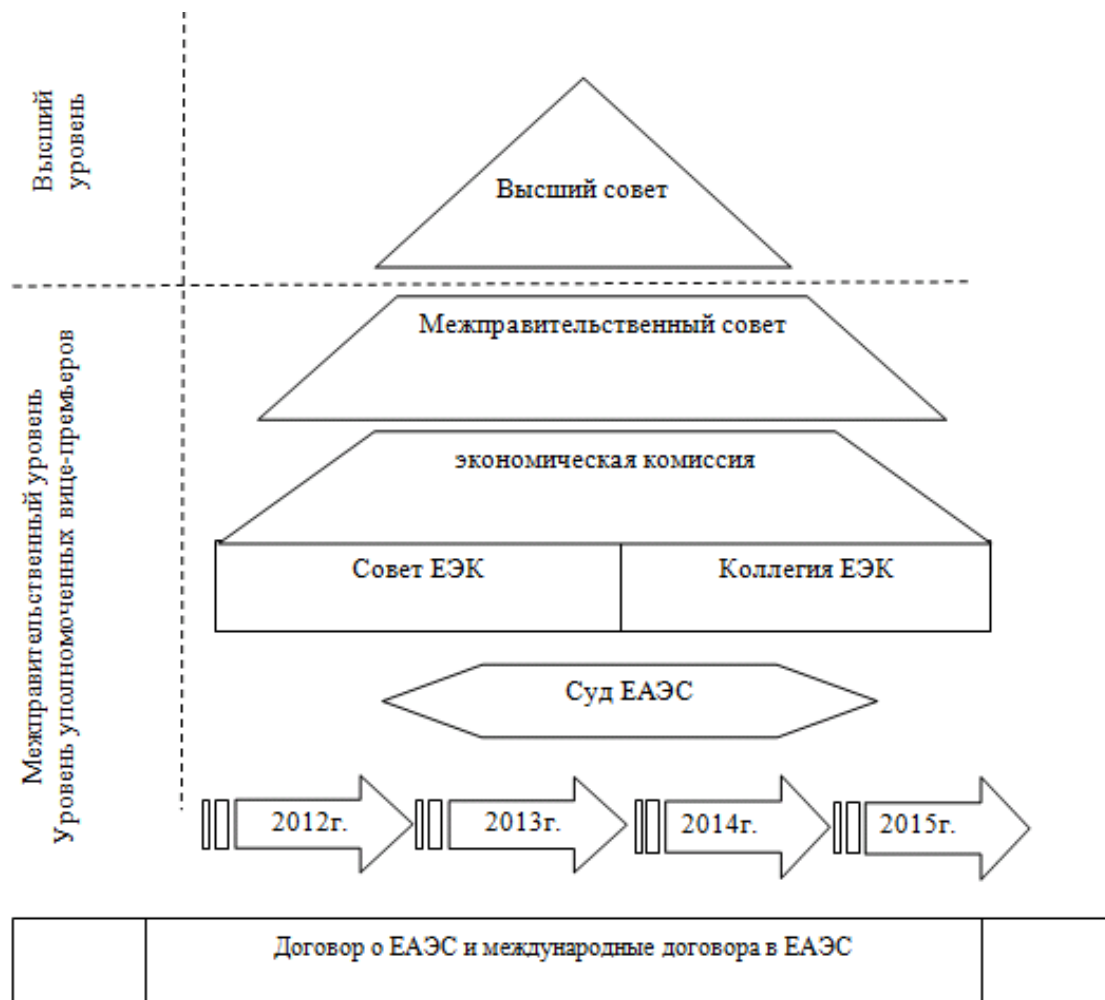 Высший
уровень
Высший совет
Межправительственный уровень
Уровень уполномоченных вице-премьеров
Межправительственный совет
экономическая комиссия
Совет ЕЭК
Коллегия ЕЭК
Суд ЕАЭС
2012г.
2013г.
2014г.
2015г.
Договор о ЕАЭС и международные договора в ЕАЭС